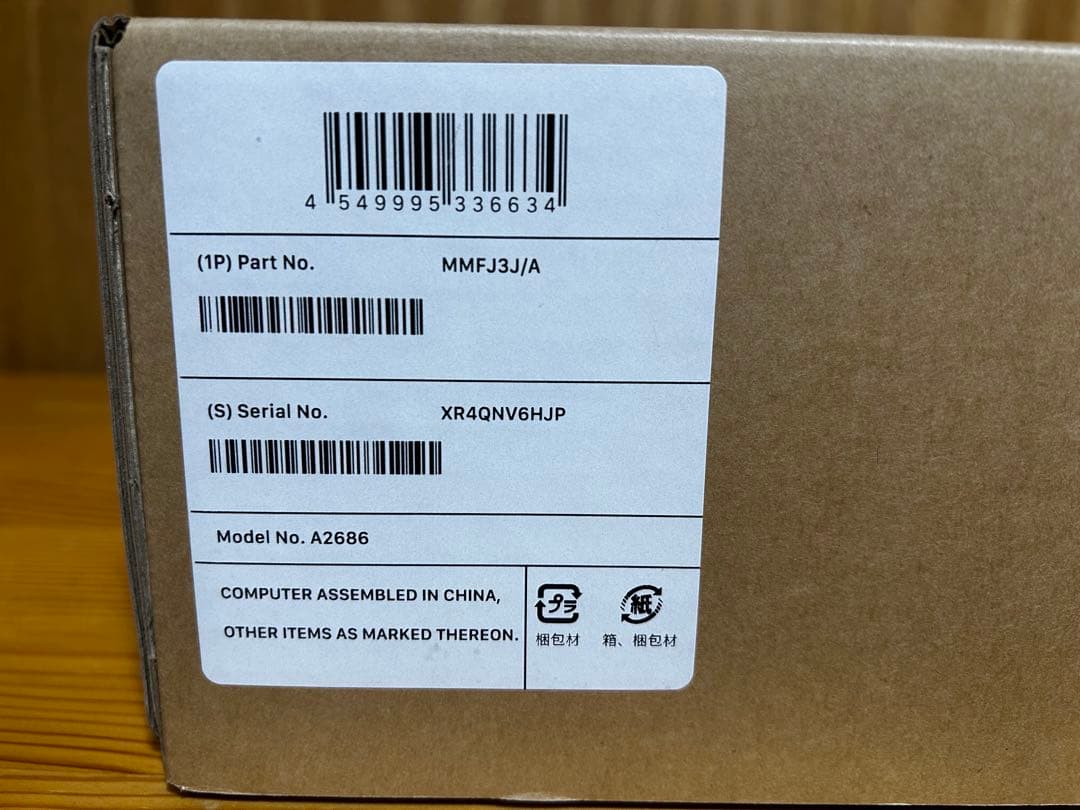 4 549995 336634
(1P) Part No. MMFJ3J/A
(S) Serial No. XR4QNV6HJP
Model No. A2686
COMPUTER ASSEMBLED IN CHINA,
OTHER ITEMS AS MARKED THEREON.
プラ
梱包材
紙
箱、梱包材